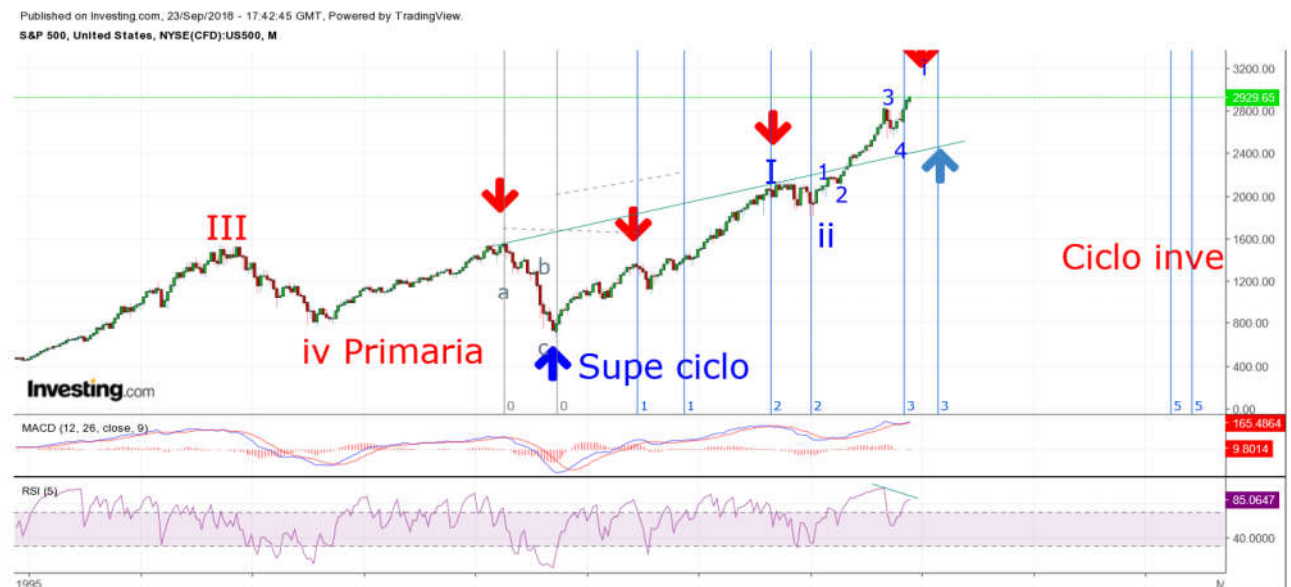 Published on Investing.com, 23/Sep/2018 - 17:42:45 GMT, Powered by TradingView.
S&P 500, United States, NYSE(CFD):US500, M
3200.00
2929.65
2800.00
2400.00
2000.00
1600.00
1200.00
800.00
400.00
0.00
3
4
I
1
2
ii
III
b
a
c
iv Primaria
Supe ciclo
Ciclo inve
Investing.com
0 0 1 1 2 2 3 3 5 5
MACD (12, 26, close, 9)
165.4864
9.8014
RSI (5)
85.0647
40.0000
1995
M